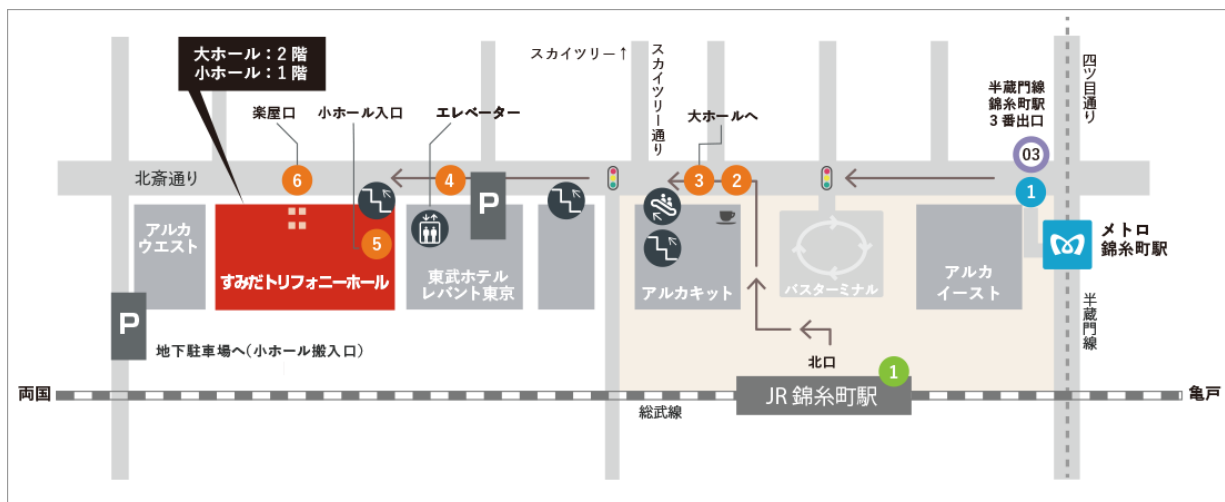 大ホール：2階
小ホール：1階
スカイツリー↑
スカイツリー通り
四ツ目通り
半蔵門線
錦糸町駅
3番出口
03
楽屋口
小ホール入口
エレベーター
大ホールへ
北斎通り
6
4
3
2
1
P
5
アルカ
ウエスト
すみだトリフォニーホール
東武ホテル
レバント東京
アルカキット
バスターミナル
アルカ
イースト
メトロ
錦糸町駅
半蔵門線
P
地下駐車場へ(小ホール搬入口)
北口
1
両国
総武線
JR 錦糸町駅
亀戸